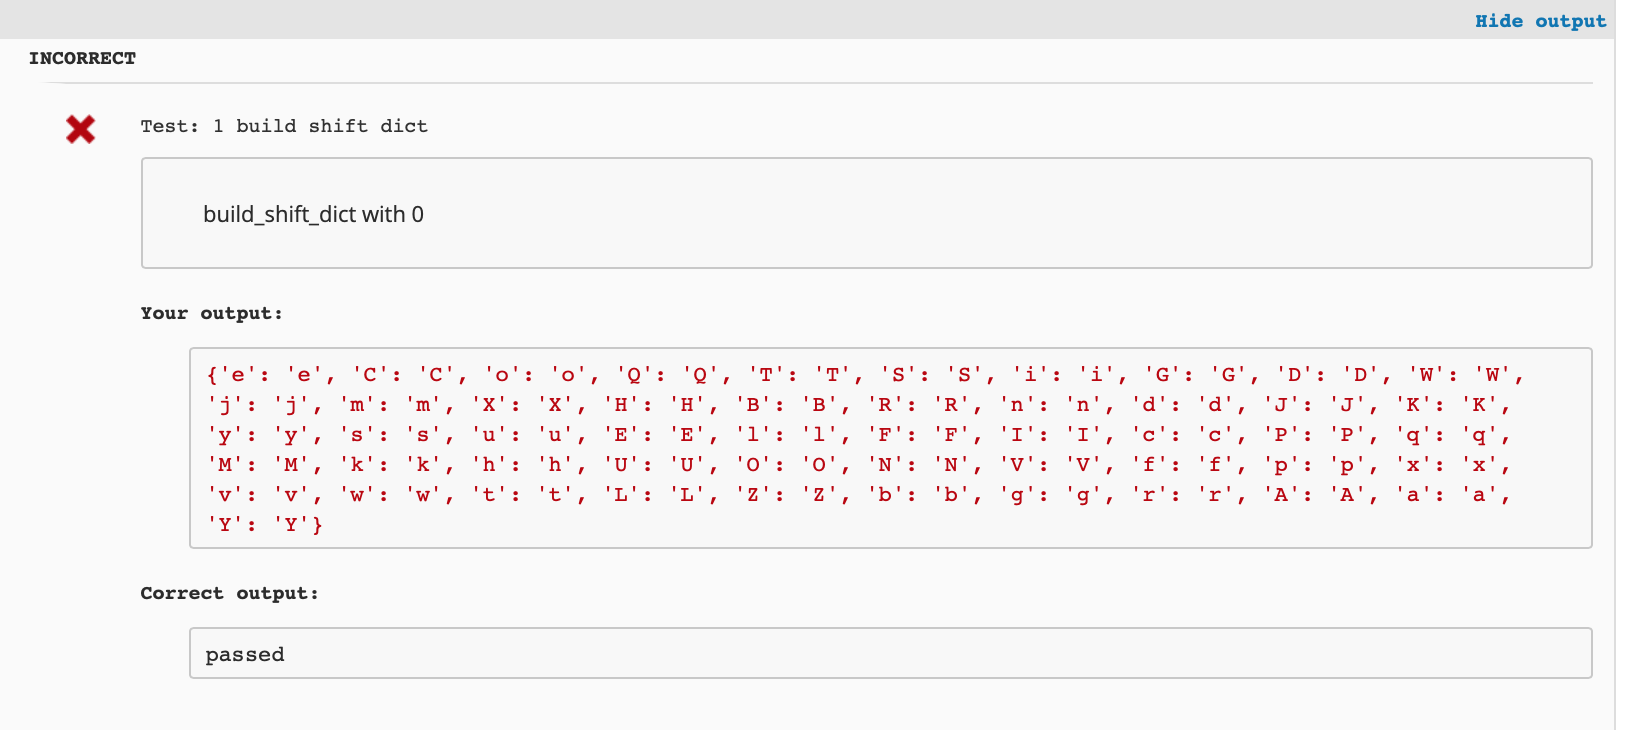 Hide output
INCORRECT
Test: 1 build shift dict
build_shift_dict with 0
Your output:
{'e': 'e', 'C': 'C', 'o': 'o', 'Q': 'Q', 'T': 'T', 'S': 'S', 'i': 'i', 'G': 'G', 'D': 'D', 'W': 'W',
'j': 'j', 'm': 'm', 'X': 'X', 'H': 'H', 'B': 'B', 'R': 'R', 'n': 'n', 'd': 'd', 'J': 'J', 'K': 'K',
'y': 'y', 's': 's', 'u': 'u', 'E': 'E', 'l': 'l', 'F': 'F', 'I': 'I', 'c': 'c', 'P': 'P', 'q': 'q',
'M': 'M', 'k': 'k', 'h': 'h', 'U': 'U', 'O': 'O', 'N': 'N', 'V': 'V', 'f': 'f', 'p': 'p', 'x': 'x',
'v': 'v', 'w': 'w', 't': 't', 'L': 'L', 'Z': 'Z', 'b': 'b', 'g': 'g', 'r': 'r', 'A': 'A', 'a': 'a',
'Y': 'Y'}
Correct output:
passed